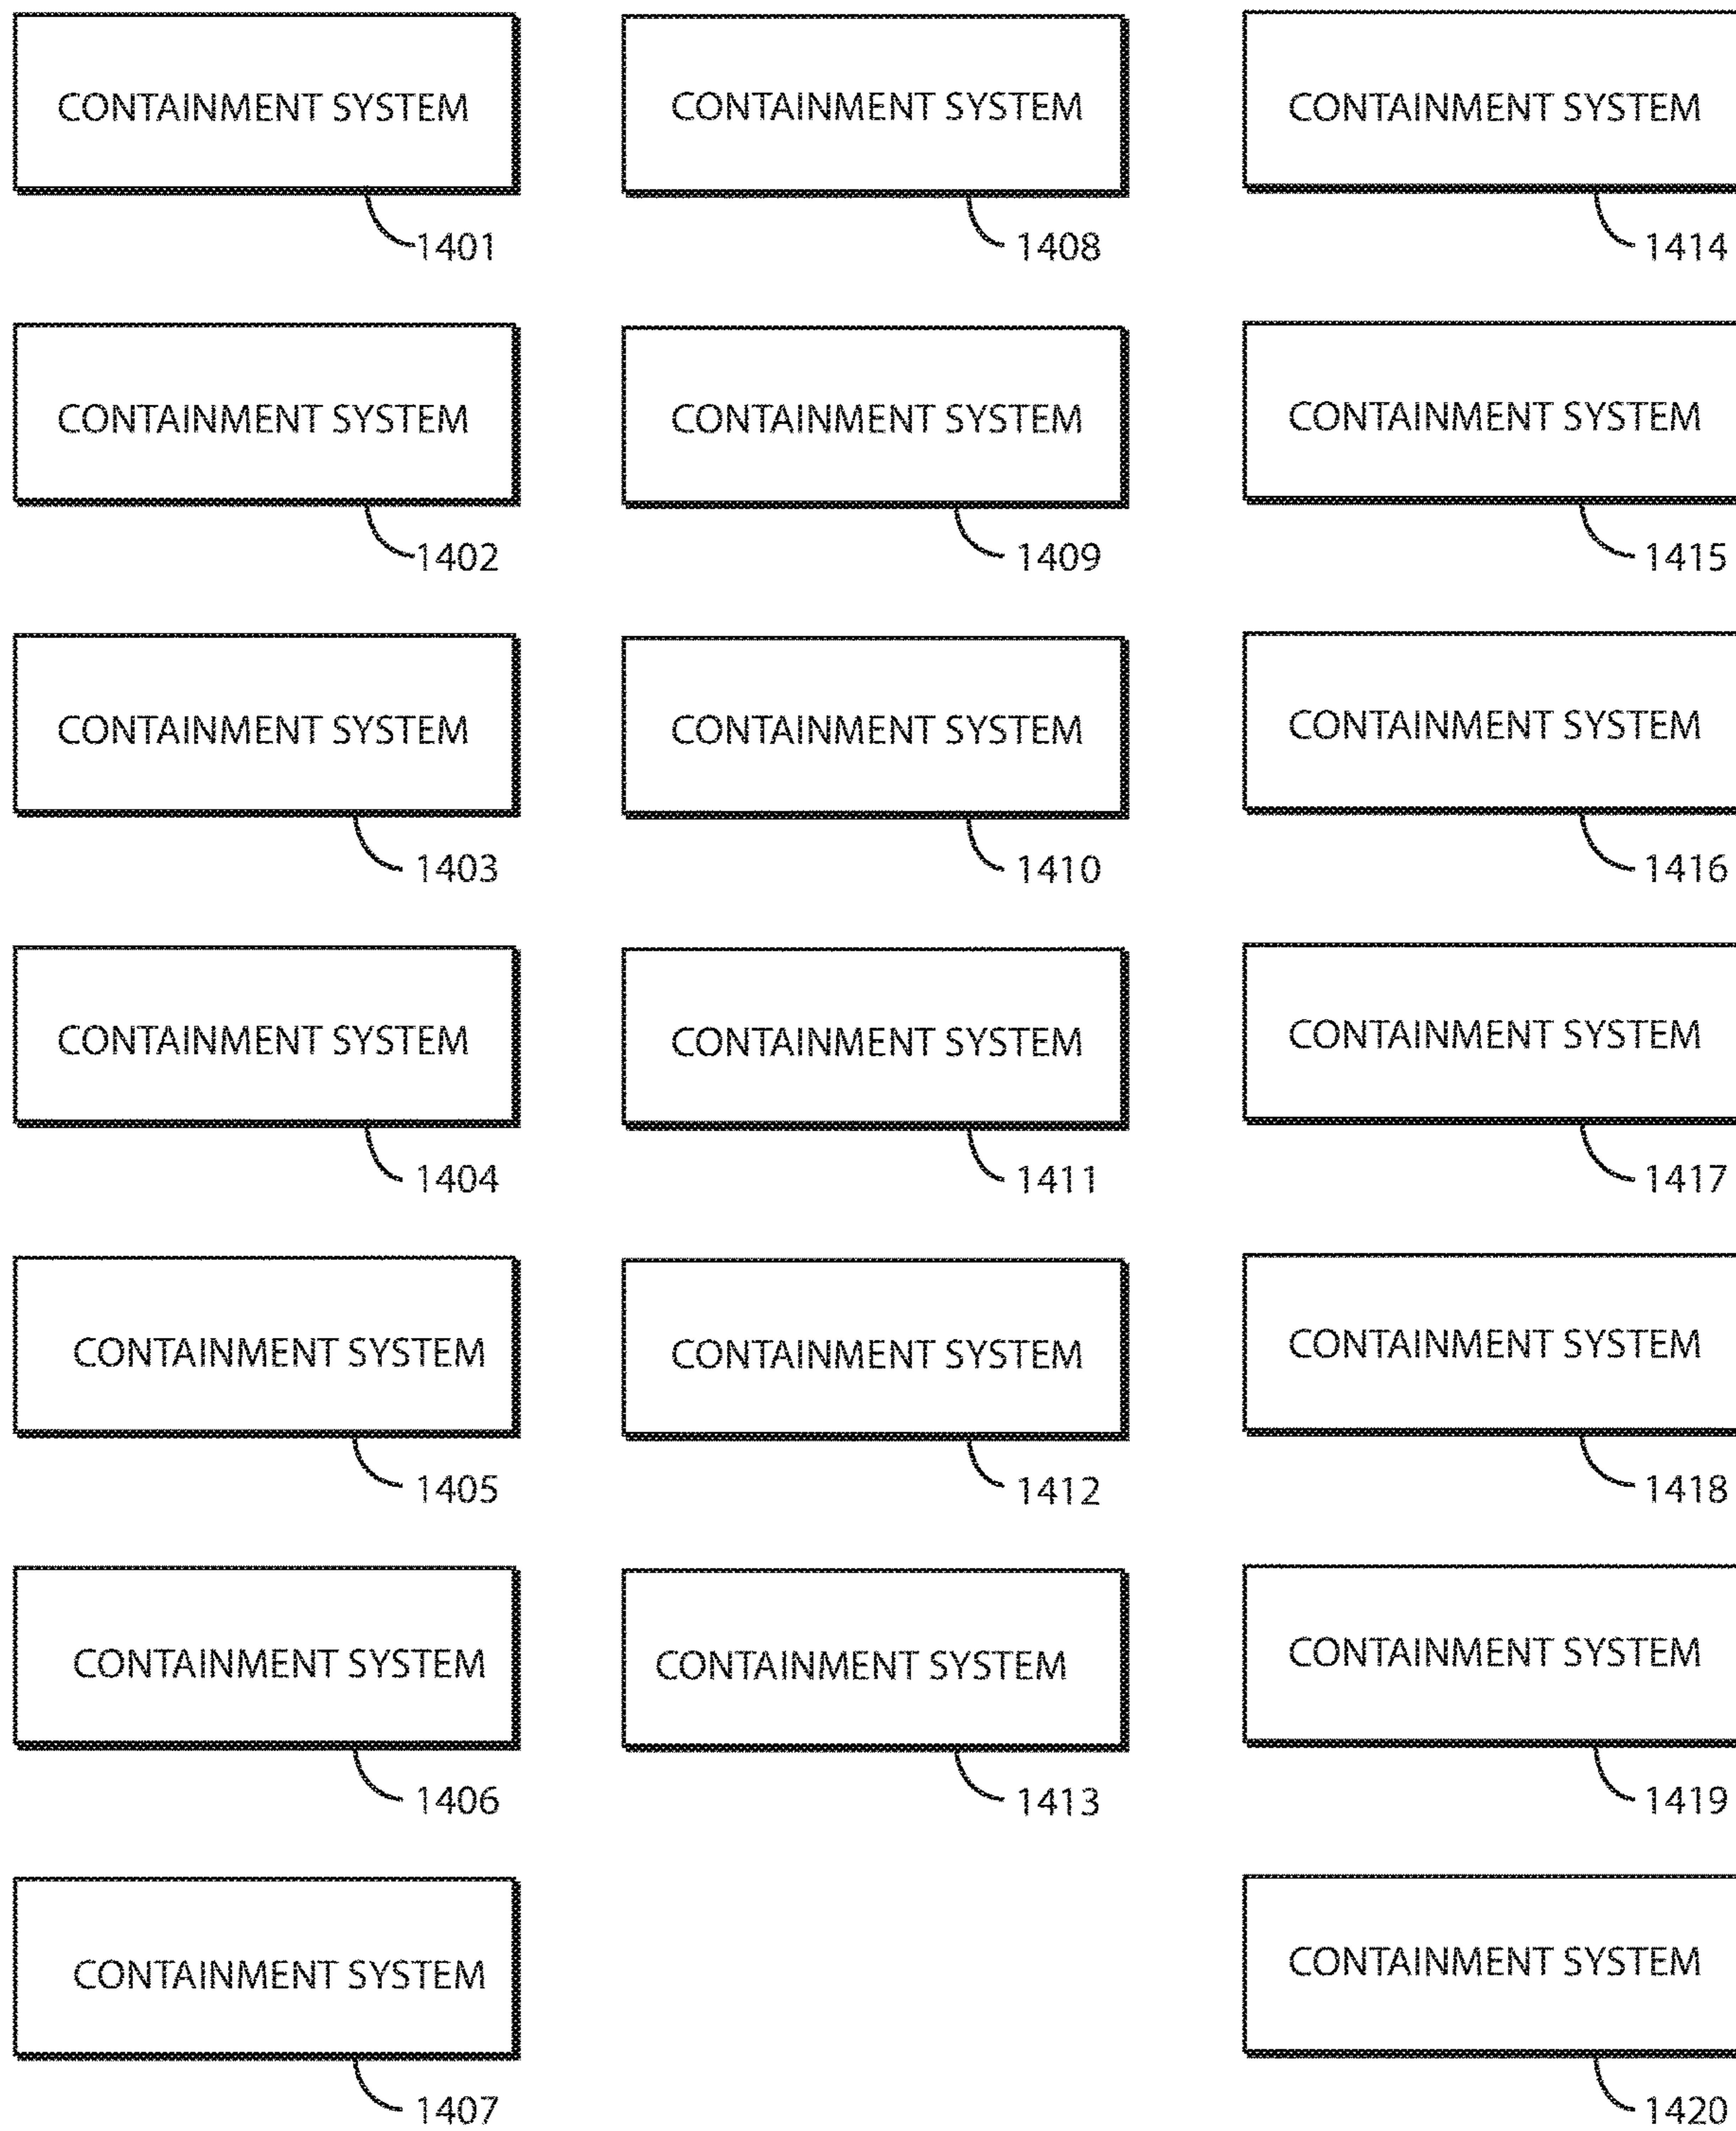 CONTAINMENT SYSTEM
1401
CONTAINMENT SYSTEM
1402
CONTAINMENT SYSTEM
1403
CONTAINMENT SYSTEM
1404
CONTAINMENT SYSTEM
1405
CONTAINMENT SYSTEM
1406
CONTAINMENT SYSTEM
1407
CONTAINMENT SYSTEM
1408
CONTAINMENT SYSTEM
1409
CONTAINMENT SYSTEM
1410
CONTAINMENT SYSTEM
1411
CONTAINMENT SYSTEM
1412
CONTAINMENT SYSTEM
1413
CONTAINMENT SYSTEM
1414
CONTAINMENT SYSTEM
1415
CONTAINMENT SYSTEM
1416
CONTAINMENT SYSTEM
1417
CONTAINMENT SYSTEM
1418
CONTAINMENT SYSTEM
1419
CONTAINMENT SYSTEM
1420